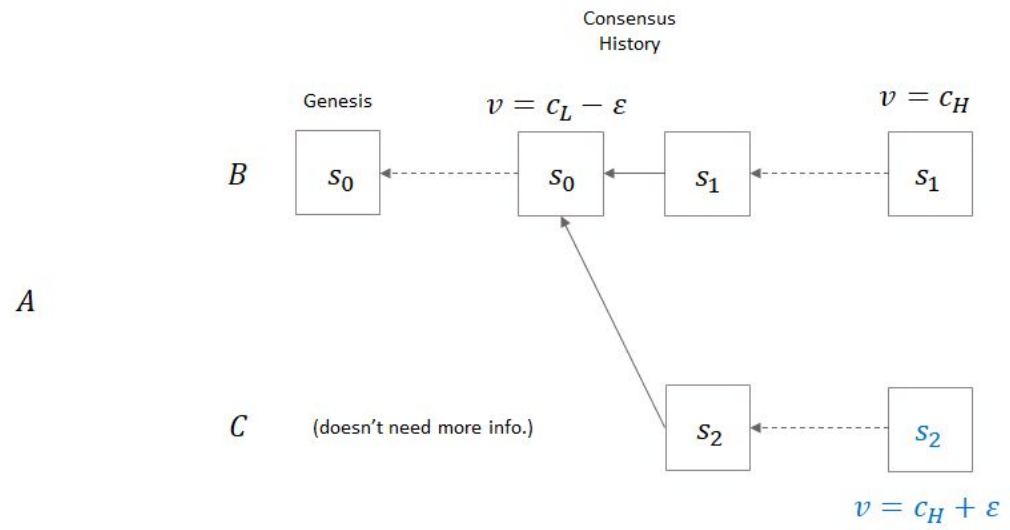 Consensus
History
Genesis
v = c_L − ε
v = c_H
B
s_0
s_0
s_1
s_1
A
C
(doesn't need more info.)
s_2
s_2
v = c_H + ε